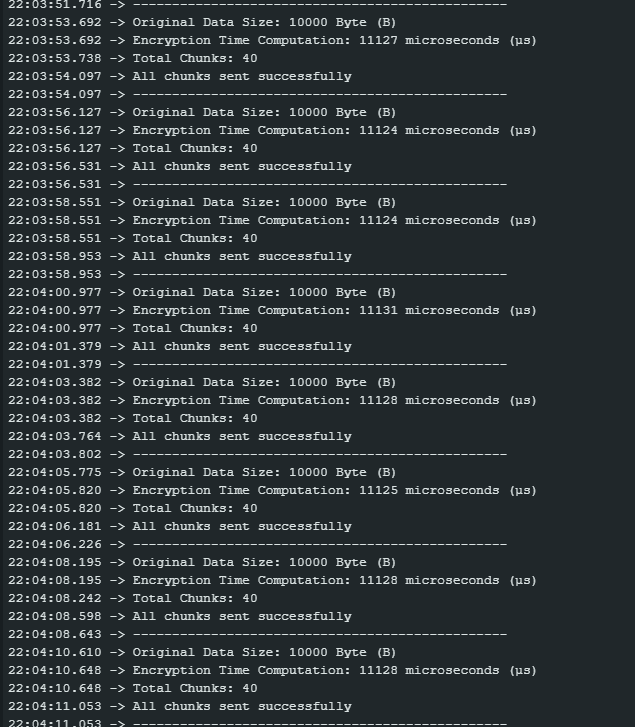 22:03:51.716 -> ------------------------------------------------
22:03:53.692 -> Original Data Size: 10000 Byte (B)
22:03:53.692 -> Encryption Time Computation: 11127 microseconds (µs)
22:03:53.738 -> Total Chunks: 40
22:03:54.097 -> All chunks sent successfully
22:03:54.097 -> ------------------------------------------------
22:03:56.127 -> Original Data Size: 10000 Byte (B)
22:03:56.127 -> Encryption Time Computation: 11124 microseconds (µs)
22:03:56.127 -> Total Chunks: 40
22:03:56.531 -> All chunks sent successfully
22:03:56.531 -> ------------------------------------------------
22:03:58.551 -> Original Data Size: 10000 Byte (B)
22:03:58.551 -> Encryption Time Computation: 11124 microseconds (µs)
22:03:58.551 -> Total Chunks: 40
22:03:58.953 -> All chunks sent successfully
22:03:58.953 -> ------------------------------------------------
22:04:00.977 -> Original Data Size: 10000 Byte (B)
22:04:00.977 -> Encryption Time Computation: 11131 microseconds (µs)
22:04:00.977 -> Total Chunks: 40
22:04:01.379 -> All chunks sent successfully
22:04:01.379 -> ------------------------------------------------
22:04:03.382 -> Original Data Size: 10000 Byte (B)
22:04:03.382 -> Encryption Time Computation: 11128 microseconds (µs)
22:04:03.382 -> Total Chunks: 40
22:04:03.764 -> All chunks sent successfully
22:04:03.802 -> ------------------------------------------------
22:04:05.775 -> Original Data Size: 10000 Byte (B)
22:04:05.820 -> Encryption Time Computation: 11125 microseconds (µs)
22:04:05.820 -> Total Chunks: 40
22:04:06.181 -> All chunks sent successfully
22:04:06.226 -> ------------------------------------------------
22:04:08.195 -> Original Data Size: 10000 Byte (B)
22:04:08.195 -> Encryption Time Computation: 11128 microseconds (µs)
22:04:08.242 -> Total Chunks: 40
22:04:08.598 -> All chunks sent successfully
22:04:08.643 -> ------------------------------------------------
22:04:10.610 -> Original Data Size: 10000 Byte (B)
22:04:10.648 -> Encryption Time Computation: 11128 microseconds (µs)
22:04:10.648 -> Total Chunks: 40
22:04:11.053 -> All chunks sent successfully
22:04:11.053 -> ------------------------------------------------